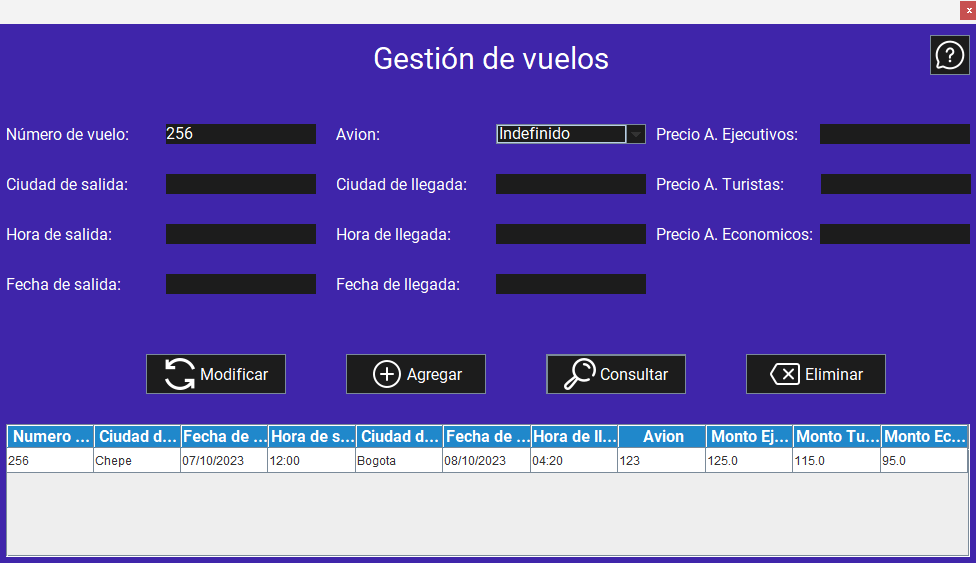 x
Gestión de vuelos
?
Número de vuelo: 256 Avion: Indefinido Precio A. Ejecutivos:
Ciudad de salida: Ciudad de llegada: Precio A. Turistas:
Hora de salida: Hora de llegada: Precio A. Economicos:
Fecha de salida: Fecha de llegada:
Modificar Agregar Consultar Eliminar
Numero ... Ciudad d... Fecha de ... Hora de s... Ciudad d... Fecha de ... Hora de ll... Avion Monto Ej... Monto Tu... Monto Ec...
256 Chepe 07/10/2023 12:00 Bogota 08/10/2023 04:20 123 125.0 115.0 95.0